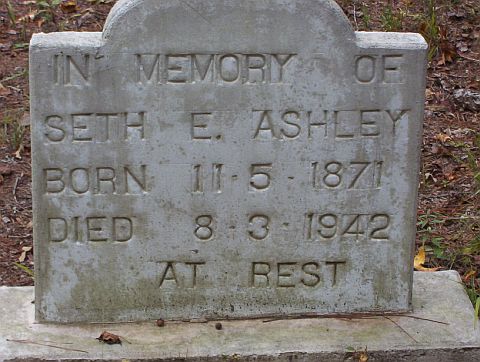 IN MEMORY OF
SETH E. ASHLEY
BORN 11-5-1871
DIED 8-3-1942
AT REST